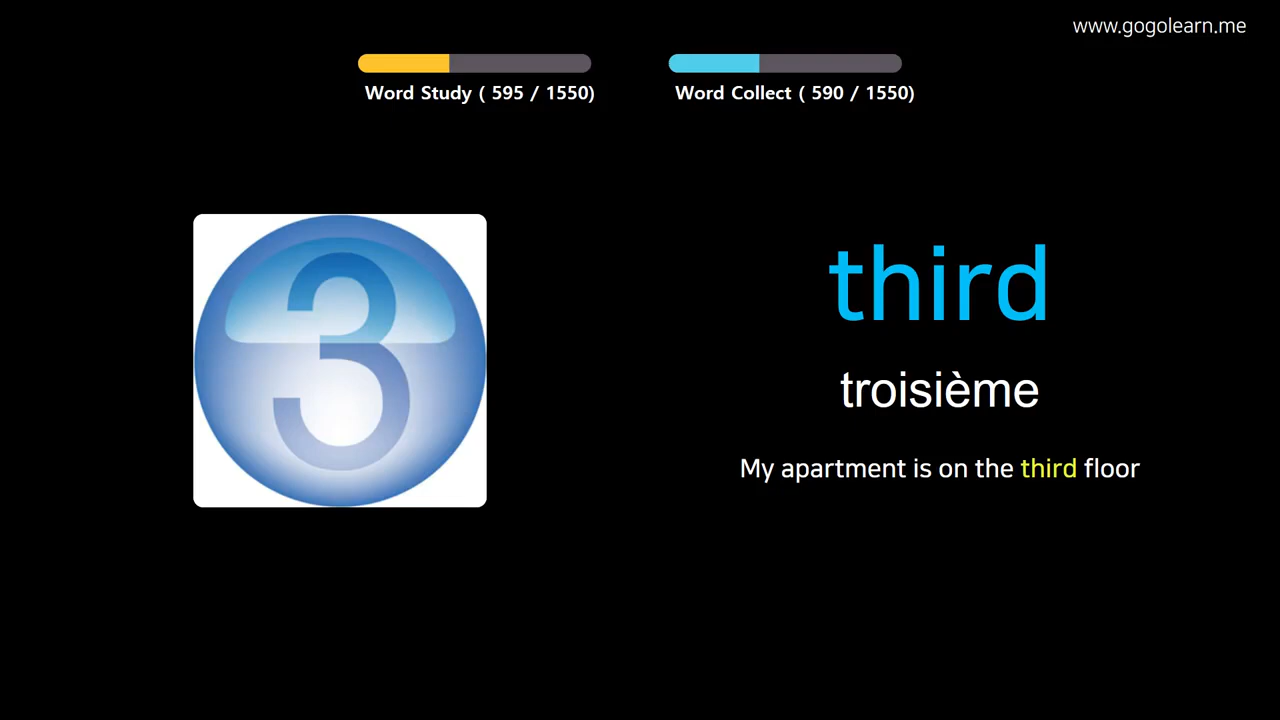 www.gogolearn.me
Word Study ( 595 / 1550)
Word Collect ( 590 / 1550)
3
third
troisième
My apartment is on the third floor